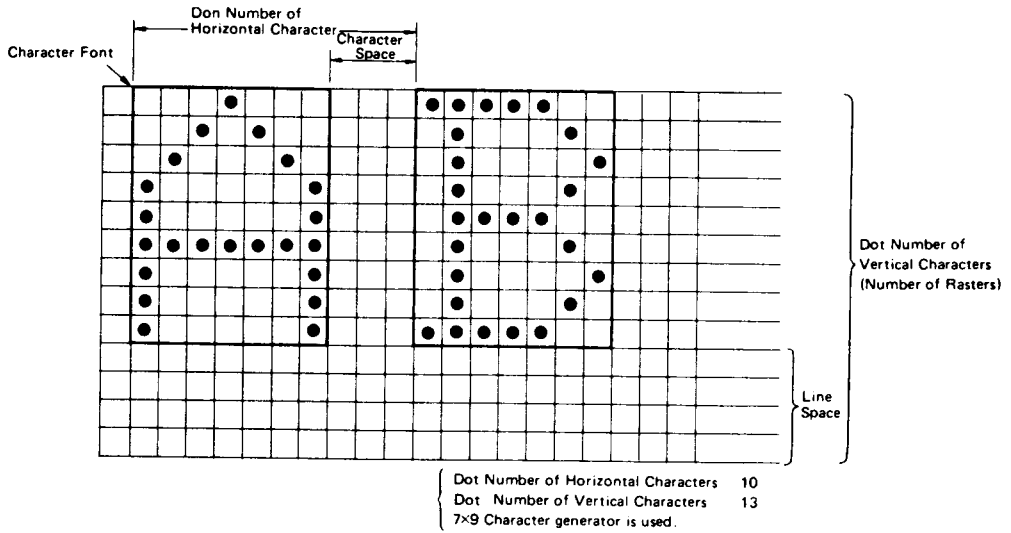 Don Number of
Horizontal Character
Character
Space
Character Font
Dot Number of
Vertical Characters
(Number of Rasters)
Line
Space
Dot Number of Horizontal Characters 10
Dot Number of Vertical Characters 13
7×9 Character generator is used.